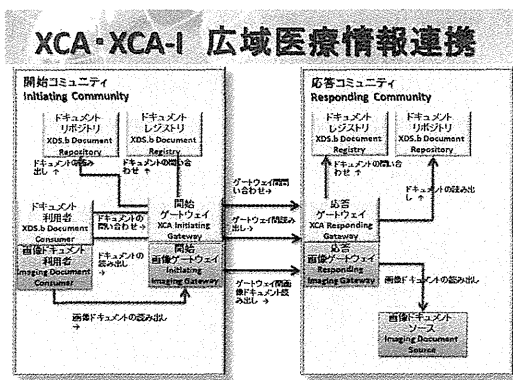 XCA・XCA-I 広域医療情報連携
開始コミュニティ
Initiating Community
ドキュメント
リポジトリ
XDS.b Document
Repository
ドキュメント
レジストリ
XDS.b Document
Registry
ドキュメントの読み
出し ↑
ドキュメントの問い合
わせ ↑
ドキュメント
利用者
XDS.b Document
Consumer
画像ドキュメント
利用者
Imaging Document
Consumer
ドキュメントの
問い合わせ→
ドキュメントの
読み出し
→
開始
ゲートウェイ
XCA Initiating
Gateway
開始
画像ゲートウェイ
Initiating
Imaging Gateway
画像ドキュメントの読み出し
→
ゲートウェイ間問
い合わせ→
ゲートウェイ間読み
出し→
ゲートウェイ間画
像ドキュメント読
み出し→
応答コミュニティ
Responding Community
ドキュメント
レジストリ
XDS.b Document
Registry
ドキュメント
リポジトリ
XDS.b Document
Repository
ドキュメントの問い合
わせ ↑
ドキュメントの読み出
し ↑
応答
ゲートウェイ
XCA Responding
Gateway
応答
画像ゲートウェイ
Responding
Imaging Gateway
画像ドキュメントの読み出し
→
画像ドキュメント
ソース
Imaging Document
Source